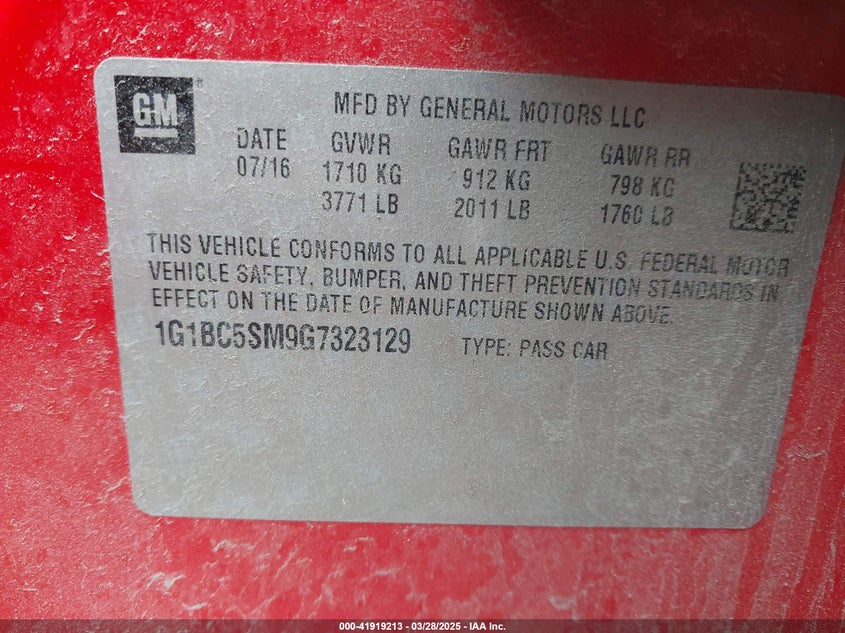 GM®
MFD BY GENERAL MOTORS LLC
DATE GVWR GAWR FRT GAWR RR
07/16 1710 KG 912 KG 798 KG
3771 LB 2011 LB 1760 LB
THIS VEHICLE CONFORMS TO ALL APPLICABLE U.S. FEDERAL MOTOR
VEHICLE SAFETY, BUMPER, AND THEFT PREVENTION STANDARDS IN
EFFECT ON THE DATE OF MANUFACTURE SHOWN ABOVE.
1G1BC5SM9G7323129 TYPE: PASS CAR
000-41919213 - 03/28/2025 - IAA Inc.